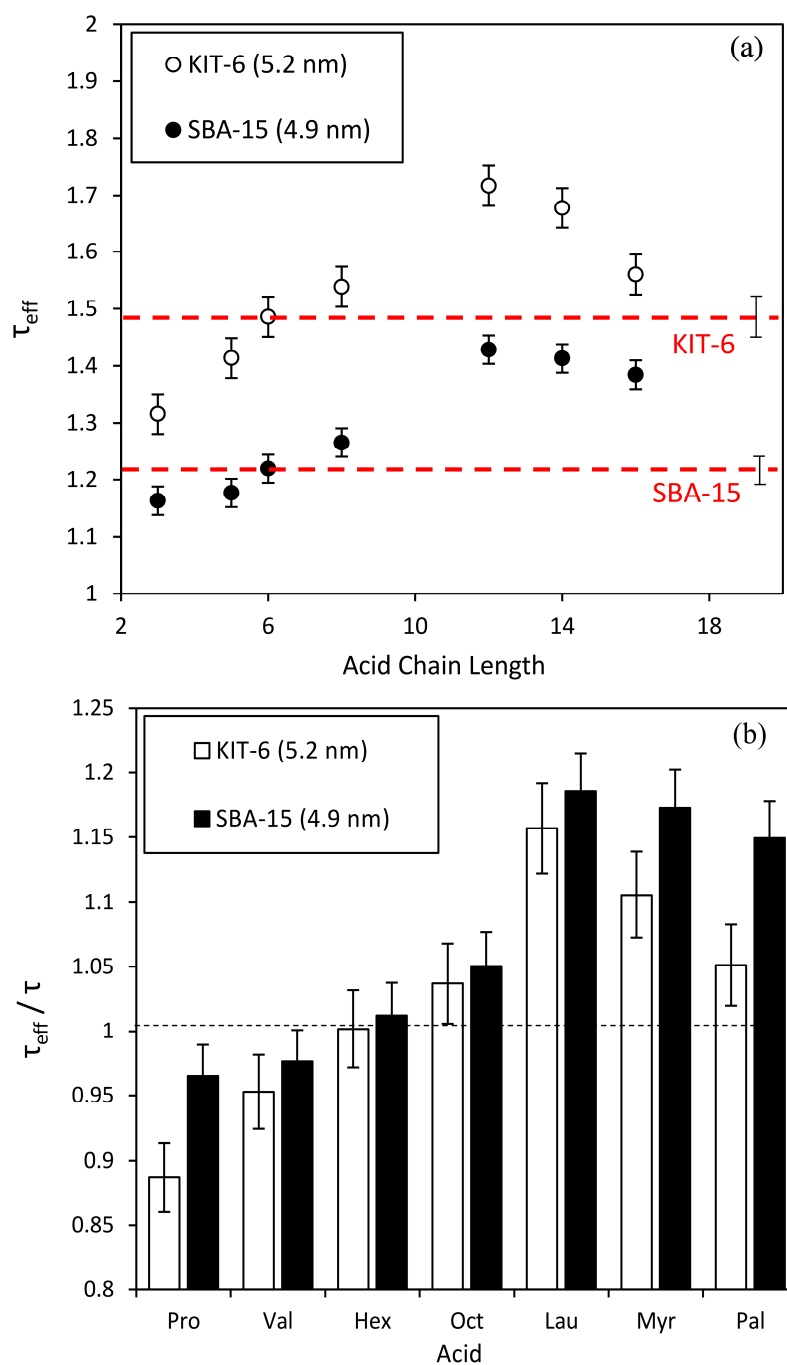 (a)
KIT-6 (5.2 nm)
SBA-15 (4.9 nm)
2
1.9
1.8
1.7
1.6
1.5
1.4
1.3
1.2
1.1
1
τeff
KIT-6
SBA-15
2 6 10 14 18
Acid Chain Length
(b)
KIT-6 (5.2 nm)
SBA-15 (4.9 nm)
1.25
1.2
1.15
1.1
1.05
1
0.95
0.9
0.85
0.8
τeff / τ
Pro Val Hex Oct Lau Myr Pal
Acid